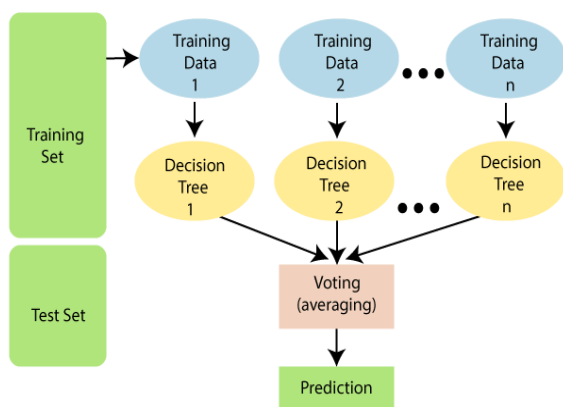 Training
Data
1
Training
Data
2
Training
Data
n
Training
Set
Decision
Tree
1
Decision
Tree
2
Decision
Tree
n
Test Set
Voting
(averaging)
Prediction